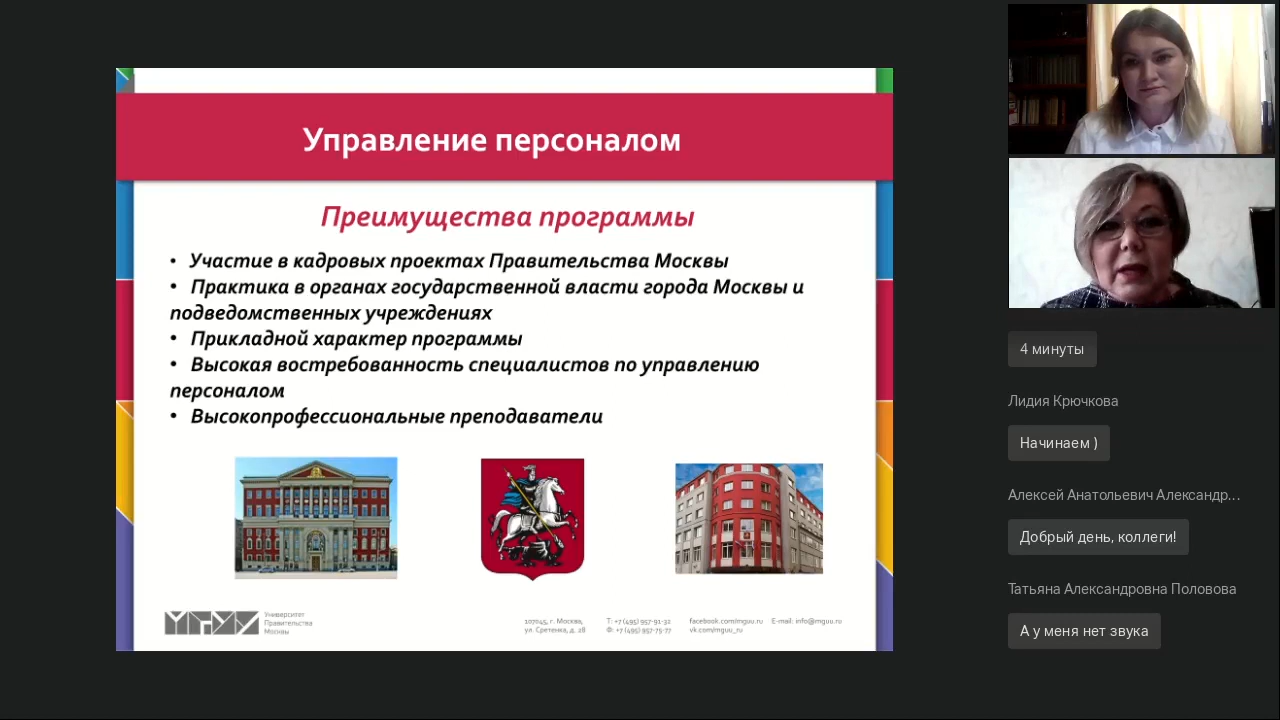 Управление персоналом
Преимущества программы
• Участие в кадровых проектах Правительства Москвы
• Практика в органах государственной власти города Москвы и
подведомственных учреждениях
• Прикладной характер программы
• Высокая востребованность специалистов по управлению
персоналом
• Высокопрофессиональные преподаватели
МГУУ
Университет
Правительства
Москвы
107045, г. Москва,
ул. Сретенка, д. 28
Т: +7 (495) 957-91-32
Ф: +7 (495) 957-75-77
facebook.com/mguu.ru
vk.com/mguu_ru
E-mail: info@mguu.ru
4 минуты
Лидия Крючкова
Начинаем )
Алексей Анатольевич Александр...
Добрый день, коллеги!
Татьяна Александровна Половова
А у меня нет звука